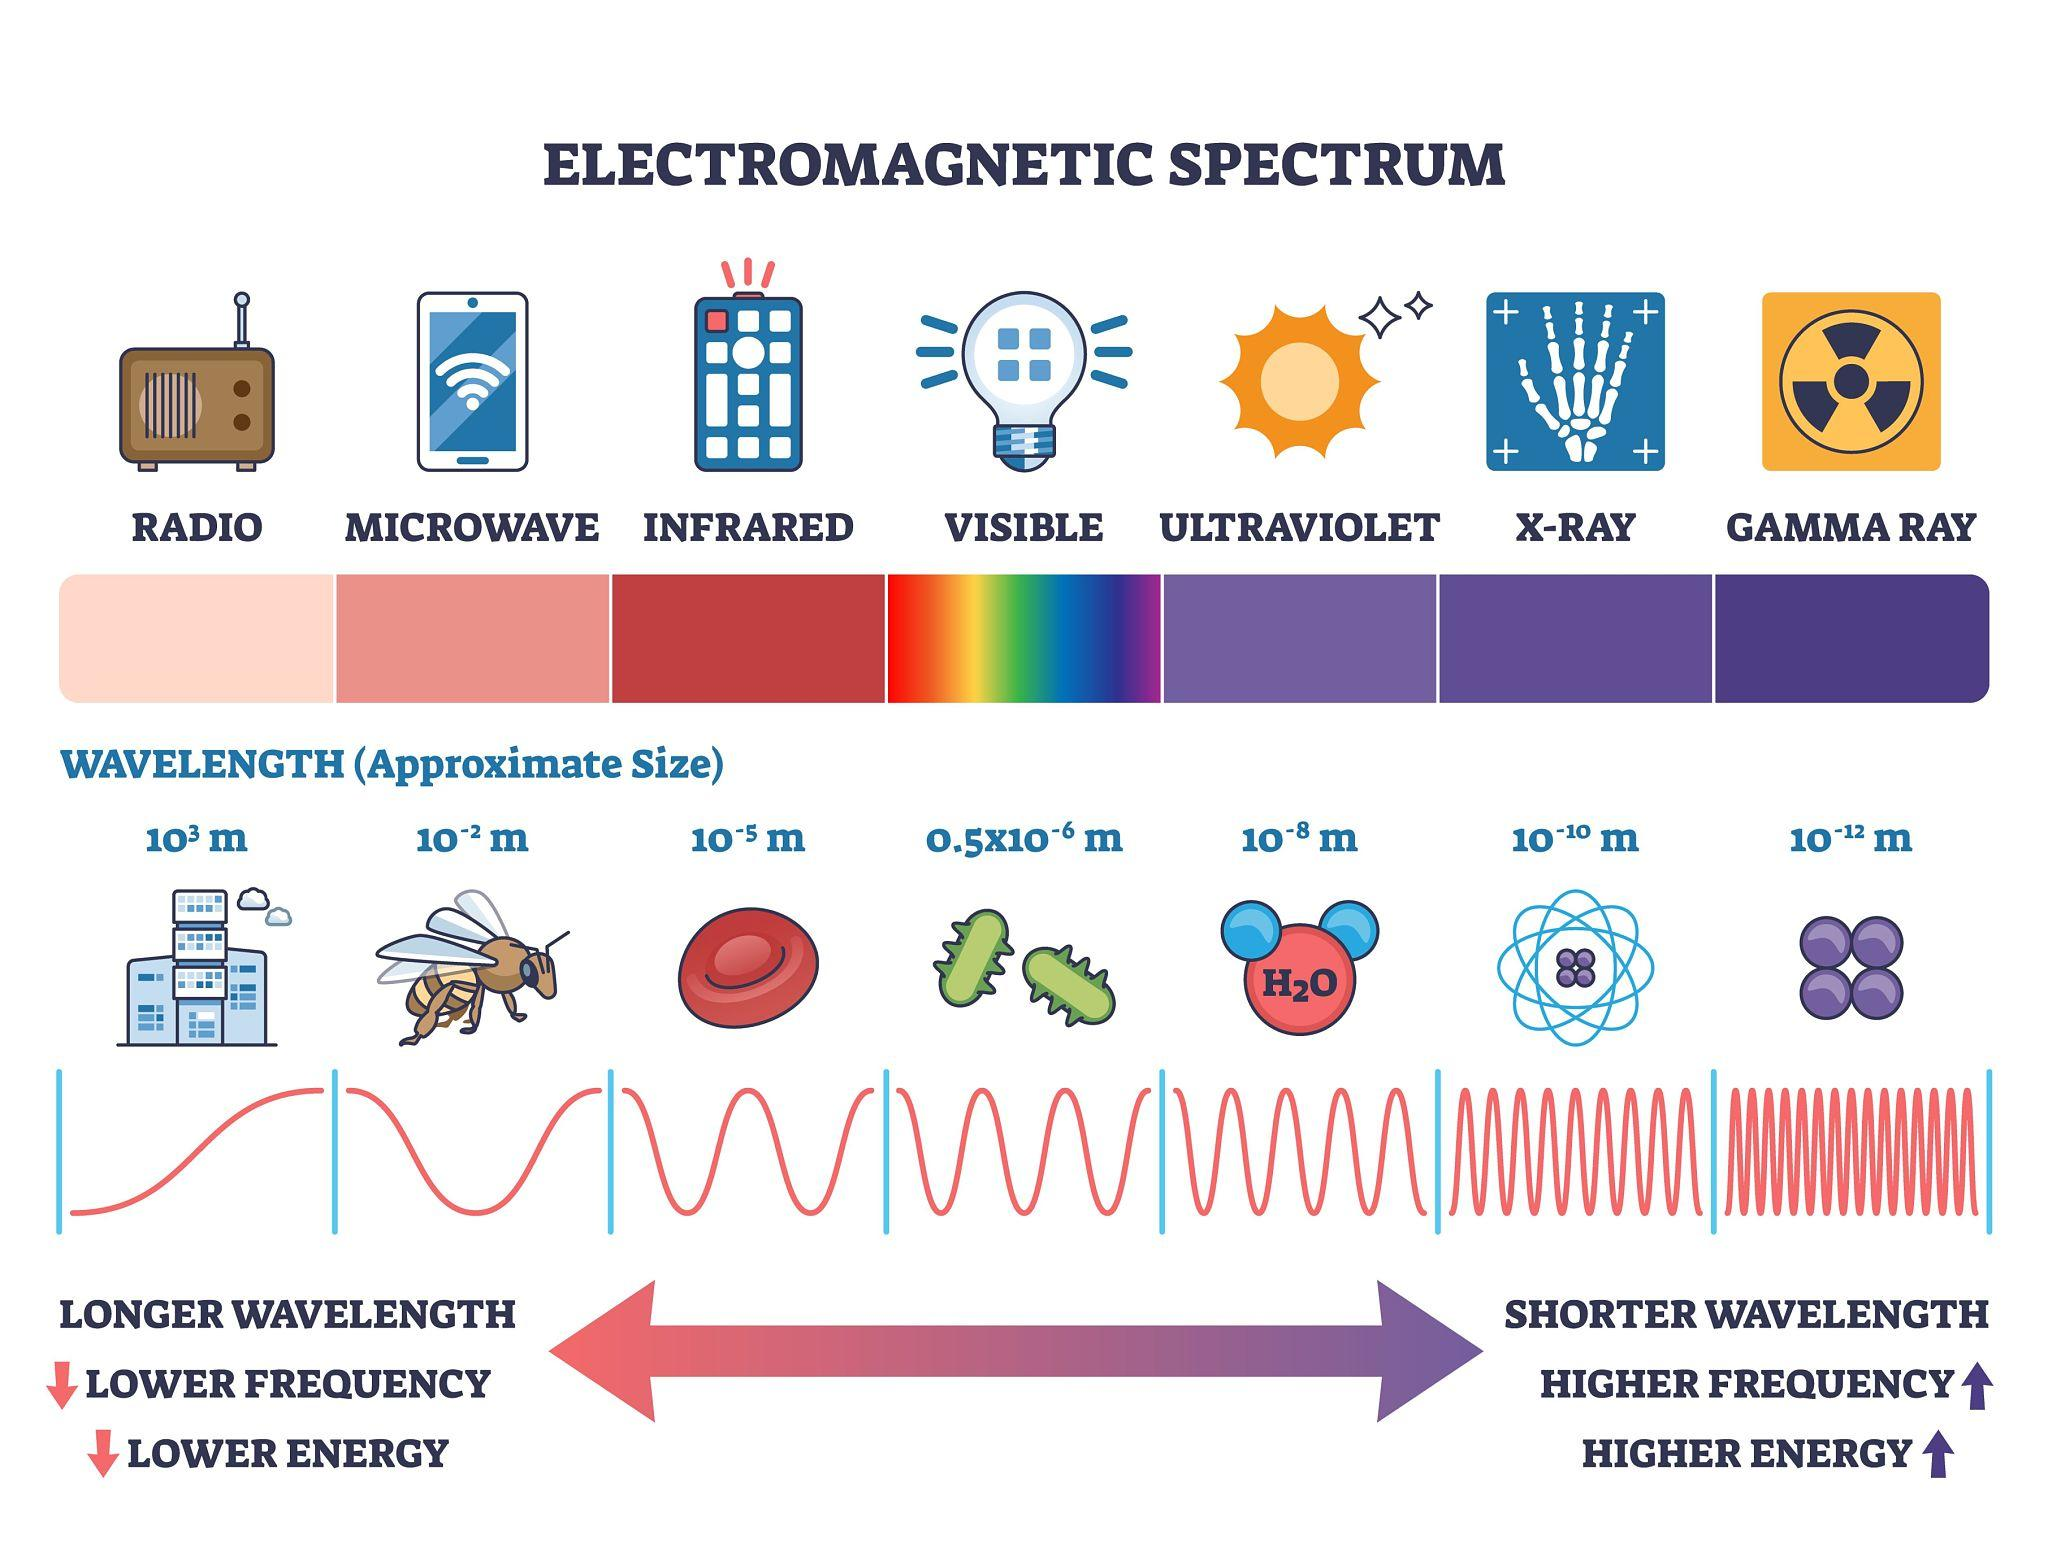 ELECTROMAGNETIC SPECTRUM
RADIO MICROWAVE INFRARED VISIBLE ULTRAVIOLET X-RAY GAMMA RAY
WAVELENGTH (Approximate Size)
10³ m 10⁻² m 10⁻⁵ m 0.5x10⁻⁶ m 10⁻⁸ m 10⁻¹⁰ m 10⁻¹² m
H₂O
LONGER WAVELENGTH
LOWER FREQUENCY
LOWER ENERGY
SHORTER WAVELENGTH
HIGHER FREQUENCY
HIGHER ENERGY